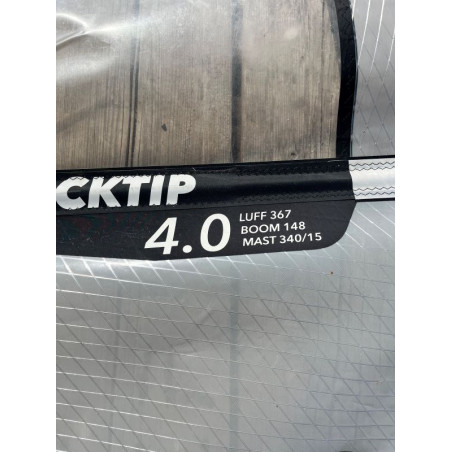 CKTIP
4.0
LUFF 367
BOOM 148
MAST 340/15